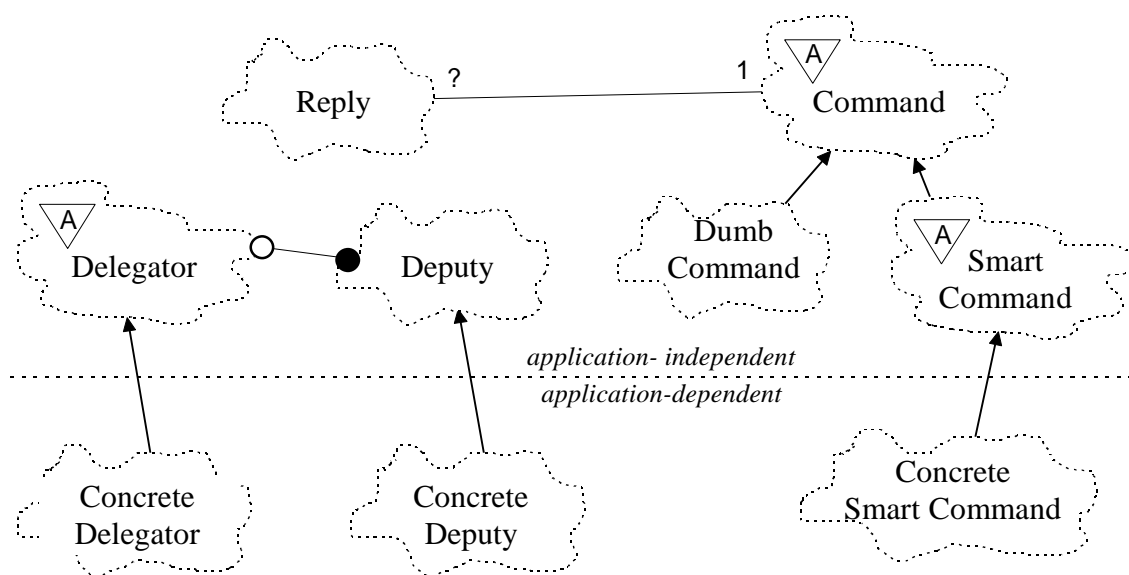 A
? 1
Reply Command
A A
Dumb
Smart
Delegator Deputy
Command
Command
application- independent
application-dependent
Concrete
Smart Command
Concrete
Delegator
Concrete
Deputy